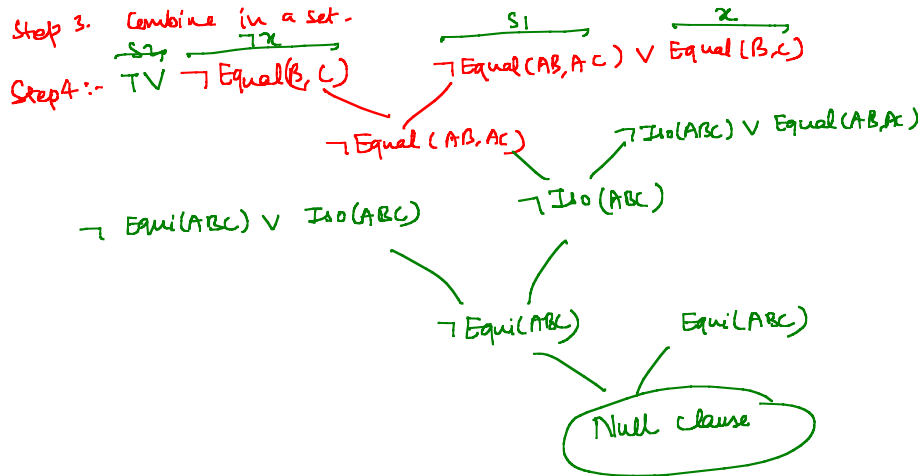 Step 3. Combine in a set.
S2 ¬x S1 x
Step4:- TV ¬Equal(B, C) ¬Equal(AB, AC) V Equal(B,C)
¬Equal (AB, AC) ¬Iso(ABC) V Equal(AB,AC)
¬ Equi(ABC) V Iso(ABC) ¬Iso(ABC)
¬Equi(ABC) Equi(ABC)
Null clause